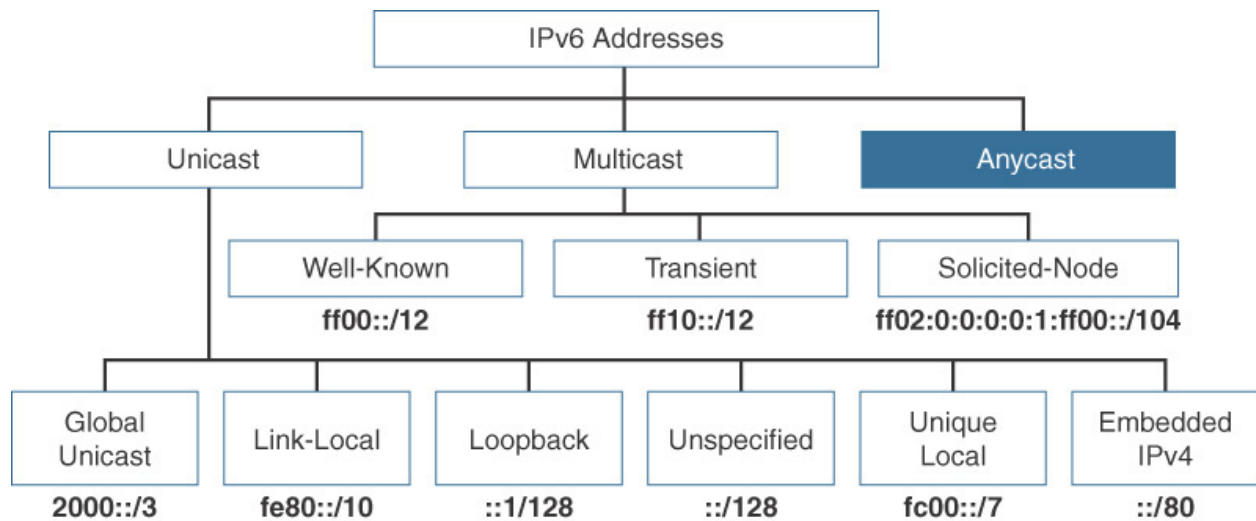 IPv6 Addresses
Unicast
Multicast
Anycast
Well-Known
Transient
Solicited-Node
ff00::/12
ff10::/12
ff02:0:0:0:0:1:ff00::/104
Global
Unicast
Link-Local
Loopback
Unspecified
Unique
Local
Embedded
IPv4
2000::/3
fe80::/10
::1/128
::/128
fc00::/7
::/80